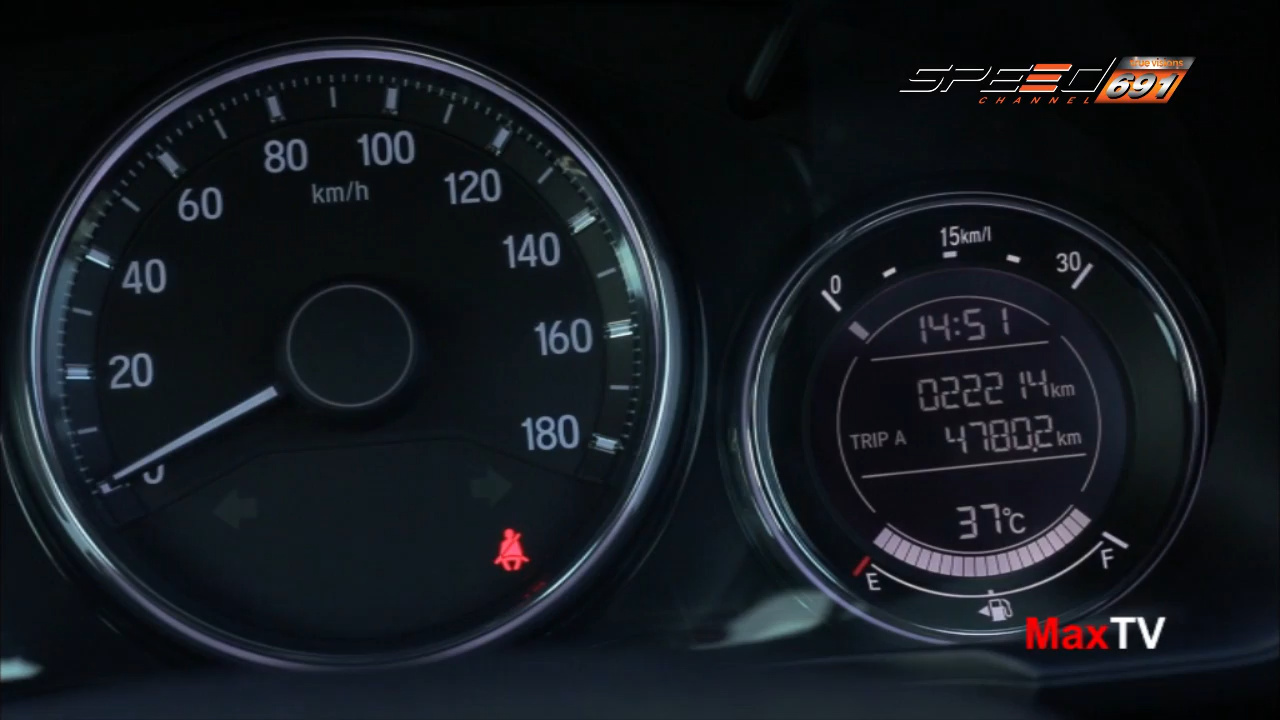 SPEED
CHANNEL
true visions
691
80
100
km/h
60
120
40
140
20
160
180
0
15km/l
0
30
14:51
022214km
TRIP A 4780.2km
37°C
E
F
MaxTV